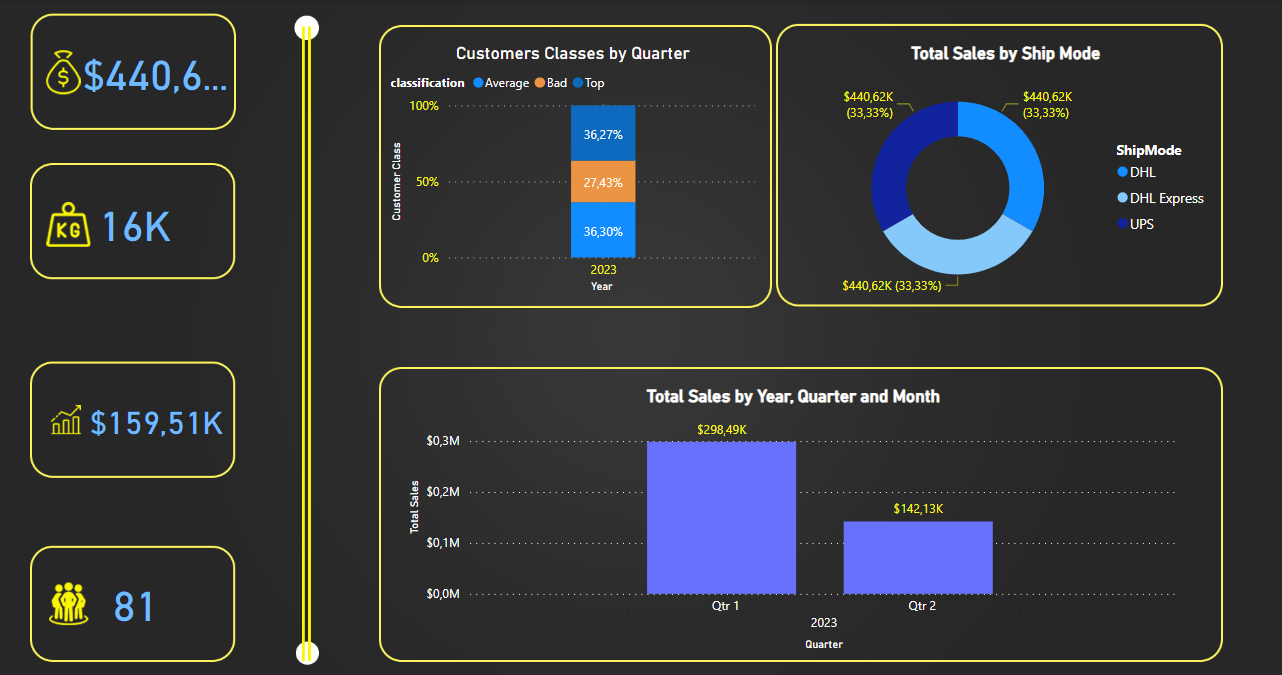 $440,6...
KG
16K
$159,51K
81
Customers Classes by Quarter
classification Average Bad Top
100%
50%
0%
Customer Class
36,27%
27,43%
36,30%
2023
Year
Total Sales by Ship Mode
$440,62K
(33,33%)
$440,62K
(33,33%)
$440,62K (33,33%)
ShipMode
DHL
DHL Express
UPS
Total Sales by Year, Quarter and Month
$0,3M
$0,2M
$0,1M
$0,0M
Total Sales
$298,49K
$142,13K
Qtr 1
Qtr 2
2023
Quarter